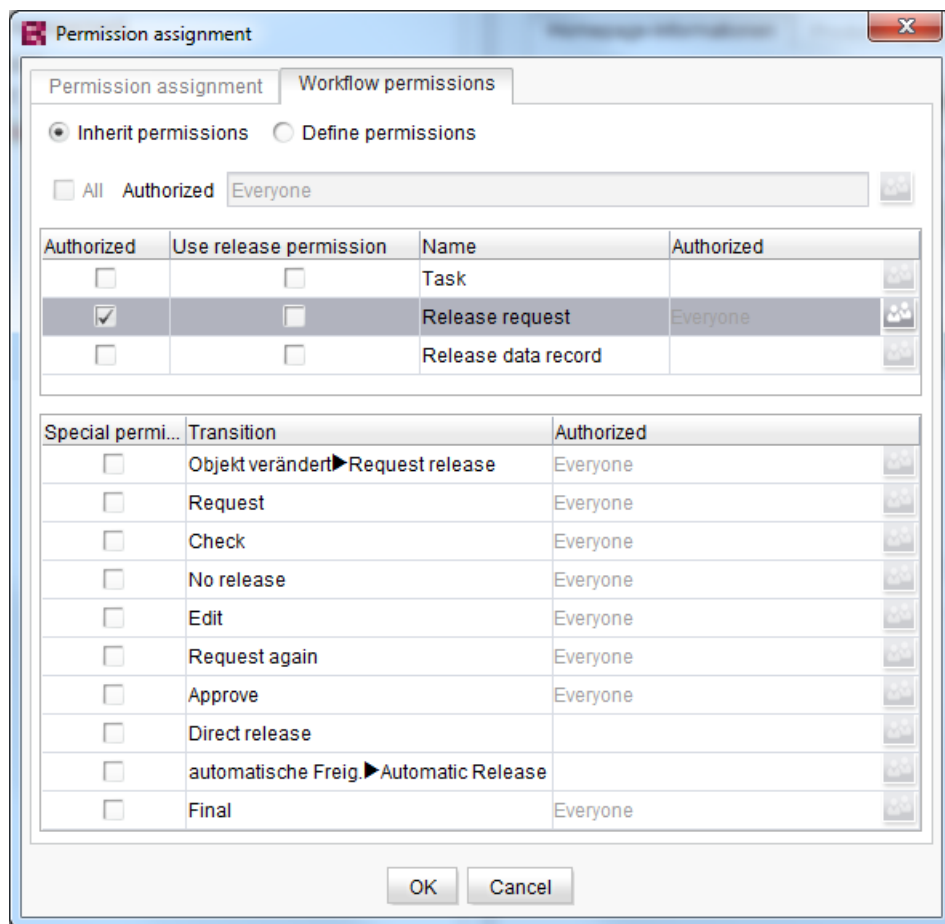 Permission assignment
Permission assignment Workflow permissions
Inherit permissions Define permissions
All Authorized Everyone
Authorized Use release permission Name Authorized
Task
Release request Everyone
Release data record
Special permi... Transition Authorized
Objekt verändert▶Request release Everyone
Request Everyone
Check Everyone
No release Everyone
Edit Everyone
Request again Everyone
Approve Everyone
Direct release
automatische Freig.▶Automatic Release
Final Everyone
OK Cancel